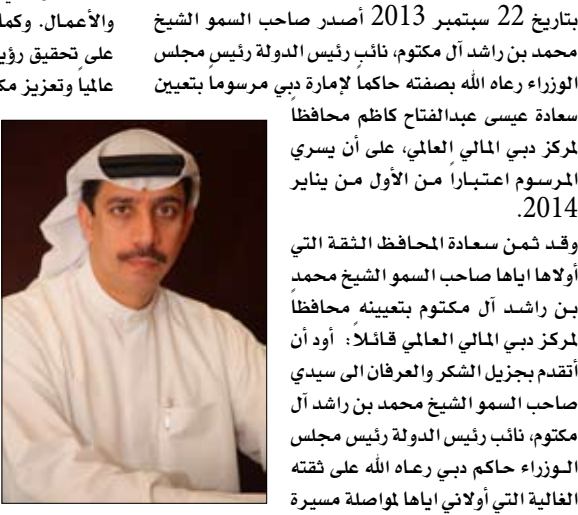 بتاريخ 22 سبتمبر 2013 أصدر صاحب السمو الشيخ
محمد بن راشد آل مكتوم، نائب رئيس الدولة رئيس مجلس
الوزراء رعاه الله بصفته حاكماً لإمارة دبي مرسوماً بتعيين
سعادة عيسى عبدالفتاح كاظم محافظاً
لمركز دبي المالي العالمي، على أن يسري
المرسوم اعتباراً من الأول من يناير
2014.
وقد ثمن سعادة المحافظ الثقة التي
أولاها اياها صاحب السمو الشيخ محمد
بن راشد آل مكتوم بتعيينه محافظاً
لمركز دبي المالي العالمي قائلاً: أود أن
أتقدم بجزيل الشكر والعرفان الى سيدي
صاحب السمو الشيخ محمد بن راشد آل
مكتوم، نائب رئيس الدولة رئيس مجلس
الوزراء حاكم دبي رعاه الله على ثقته
الغالية التي أولاني اياها لمواصلة مسيرة
والأعمال. وكما
على تحقيق رؤي
عالمياً وتعزيز مك